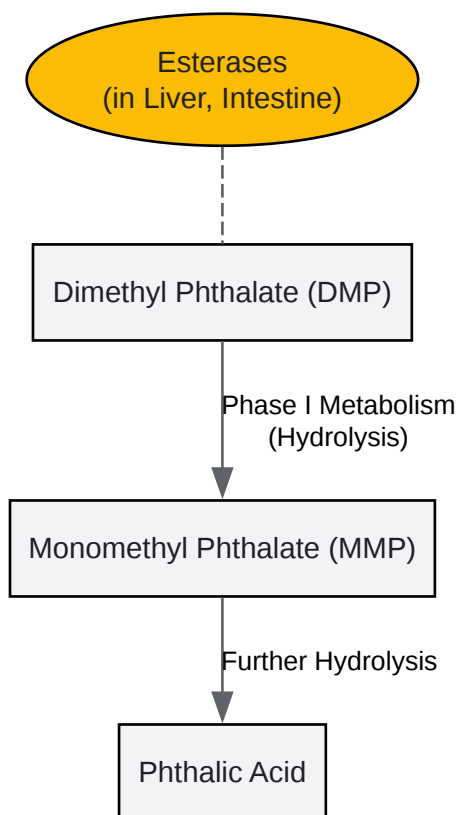 Esterases
(in Liver, Intestine)
Dimethyl Phthalate (DMP)
Phase I Metabolism
(Hydrolysis)
Monomethyl Phthalate (MMP)
Further Hydrolysis
Phthalic Acid